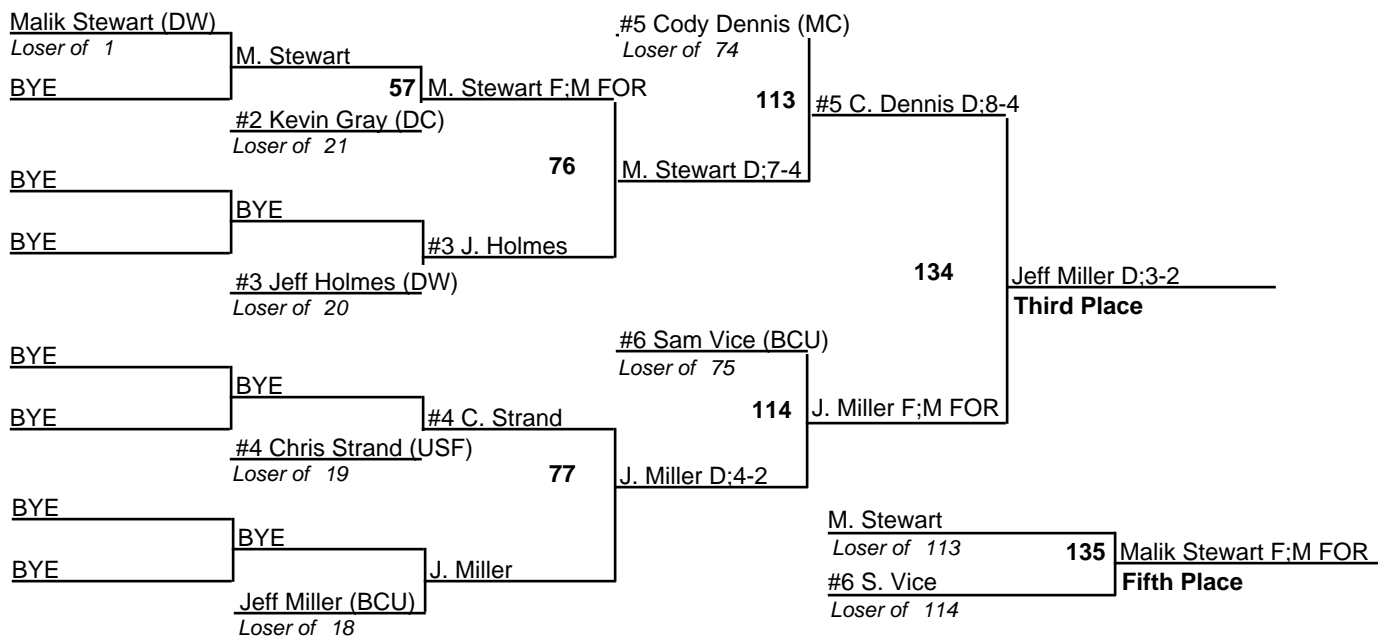 Malik Stewart (DW)
Loser of 1
BYE
M. Stewart
57
#2 Kevin Gray (DC)
Loser of 21
M. Stewart F;M FOR
BYE
BYE
BYE
#3 Jeff Holmes (DW)
Loser of 20
#3 J. Holmes
76
M. Stewart D;7-4
#5 Cody Dennis (MC)
Loser of 74
113
#5 C. Dennis D;8-4
BYE
BYE
BYE
#4 Chris Strand (USF)
Loser of 19
#4 C. Strand
BYE
BYE
BYE
Jeff Miller (BCU)
Loser of 18
J. Miller
77
J. Miller D;4-2
#6 Sam Vice (BCU)
Loser of 75
114
J. Miller F;M FOR
134
Jeff Miller D;3-2
Third Place
M. Stewart
Loser of 113
#6 S. Vice
Loser of 114
135
Malik Stewart F;M FOR
Fifth Place